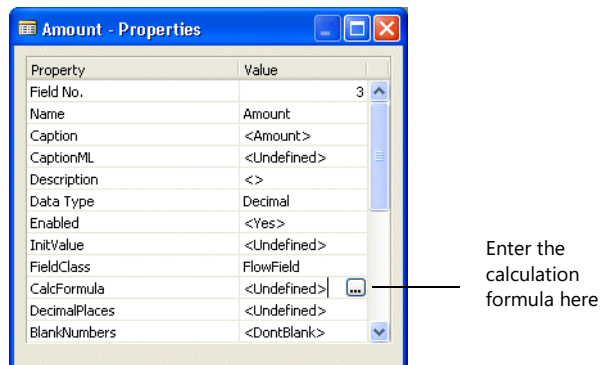 Amount - Properties
Property Value
Field No. 3
Name Amount
Caption <Amount>
CaptionML <Undefined>
Description <>
Data Type Decimal
Enabled <Yes>
InitValue <Undefined>
FieldClass FlowField
CalcFormula <Undefined> ...
DecimalPlaces <Undefined>
BlankNumbers <DontBlank>
Enter the
calculation
formula here